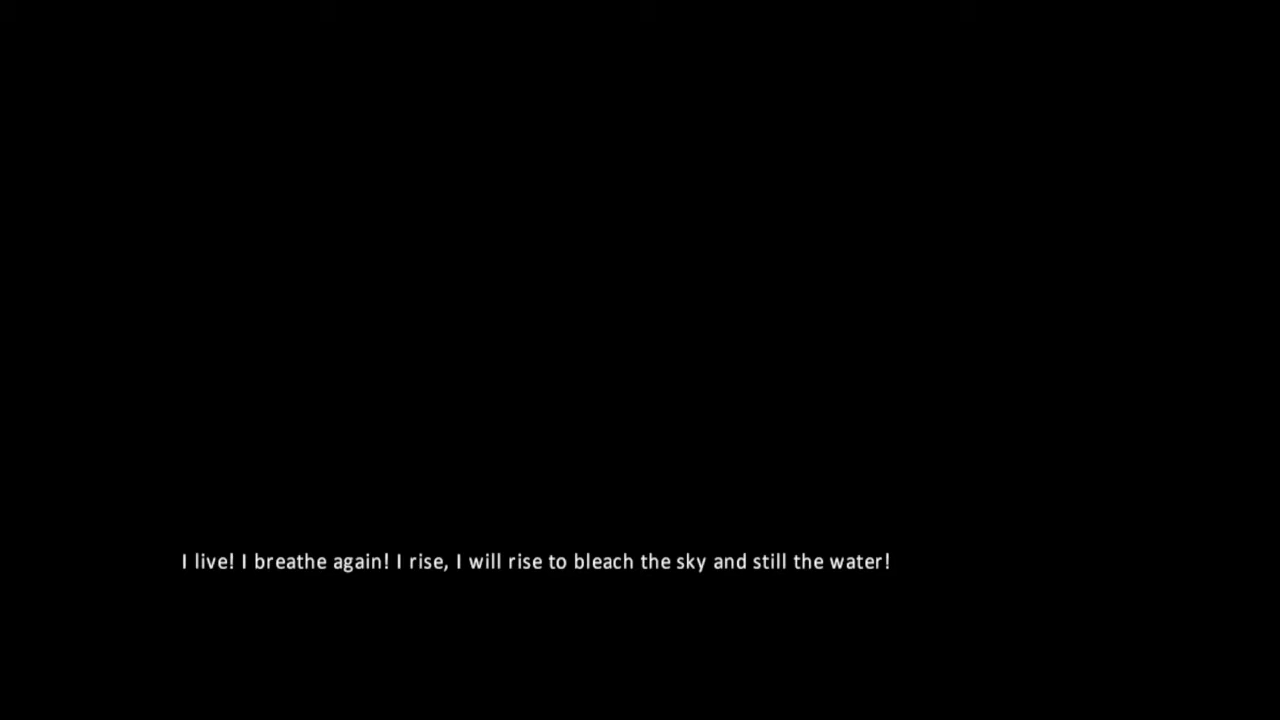 I live! I breathe again! I rise, I will rise to bleach the sky and still the water!